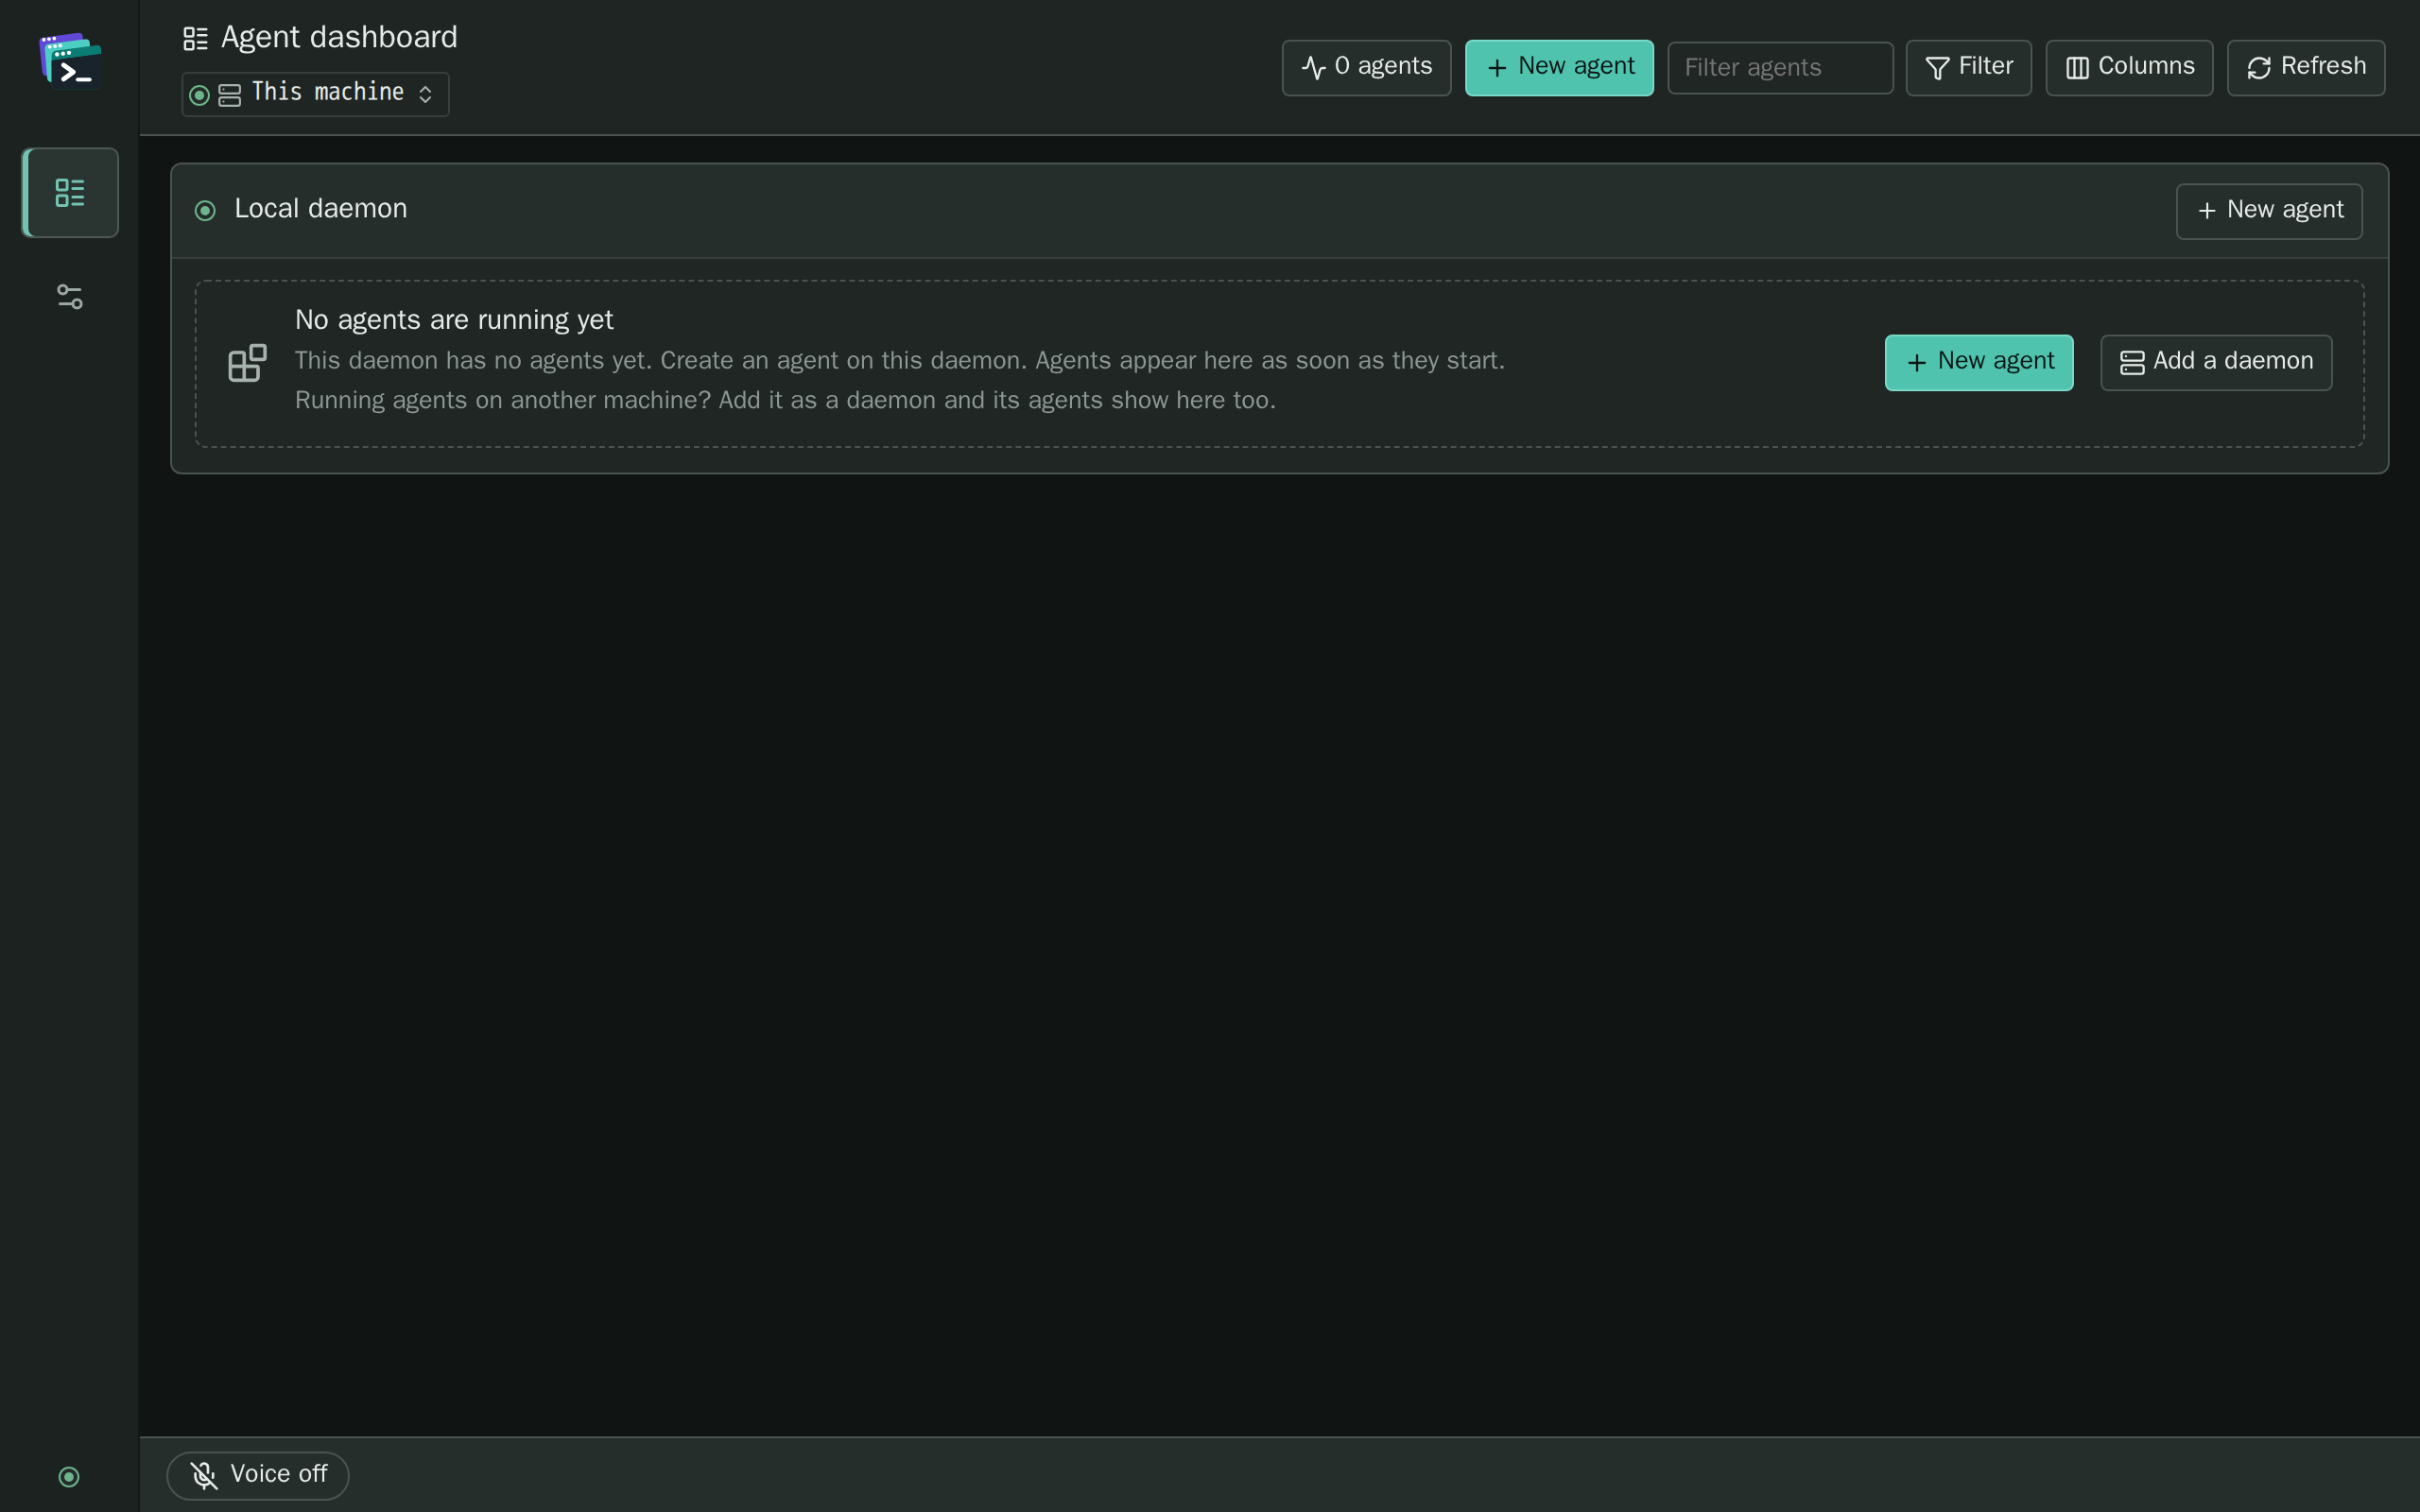 Agent dashboard
This machine
0 agents
New agent
Filter agents
Filter
Columns
Refresh
Local daemon
New agent
No agents are running yet
This daemon has no agents yet. Create an agent on this daemon. Agents appear here as soon as they start.
Running agents on another machine? Add it as a daemon and its agents show here too.
New agent
Add a daemon
Voice off